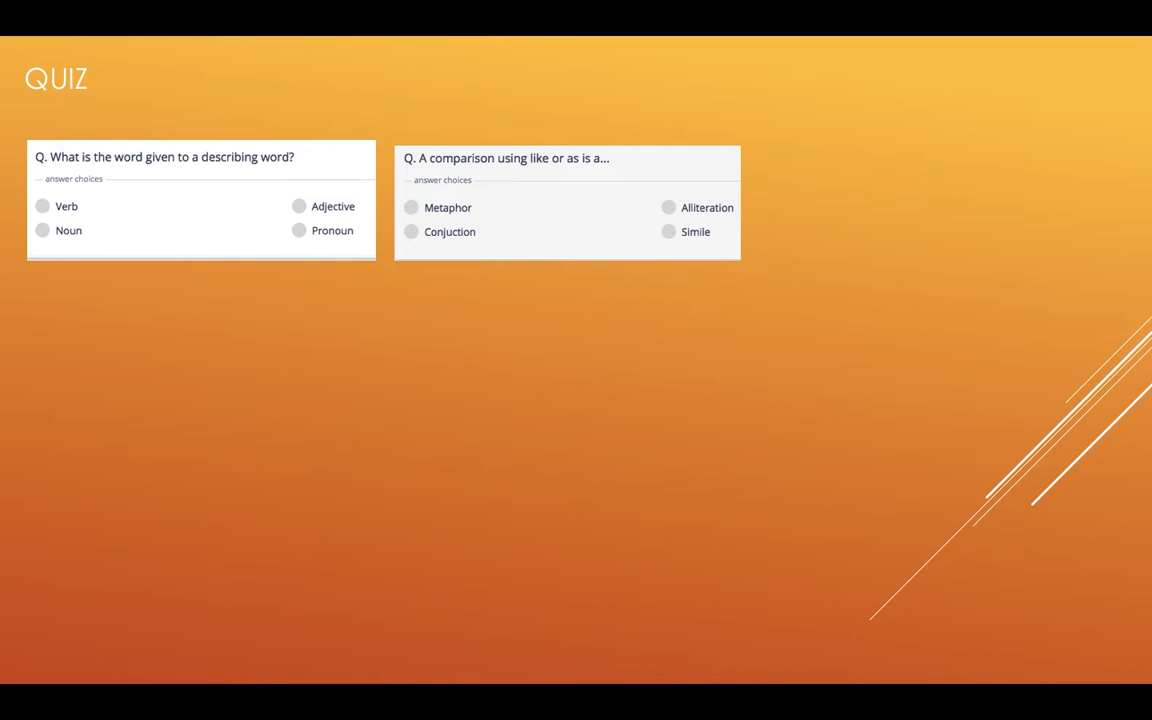 QUIZ
Q. What is the word given to a describing word?
answer choices
Verb
Adjective
Noun
Pronoun
Q. A comparison using like or as is a...
answer choices
Metaphor
Alliteration
Conjuction
Simile